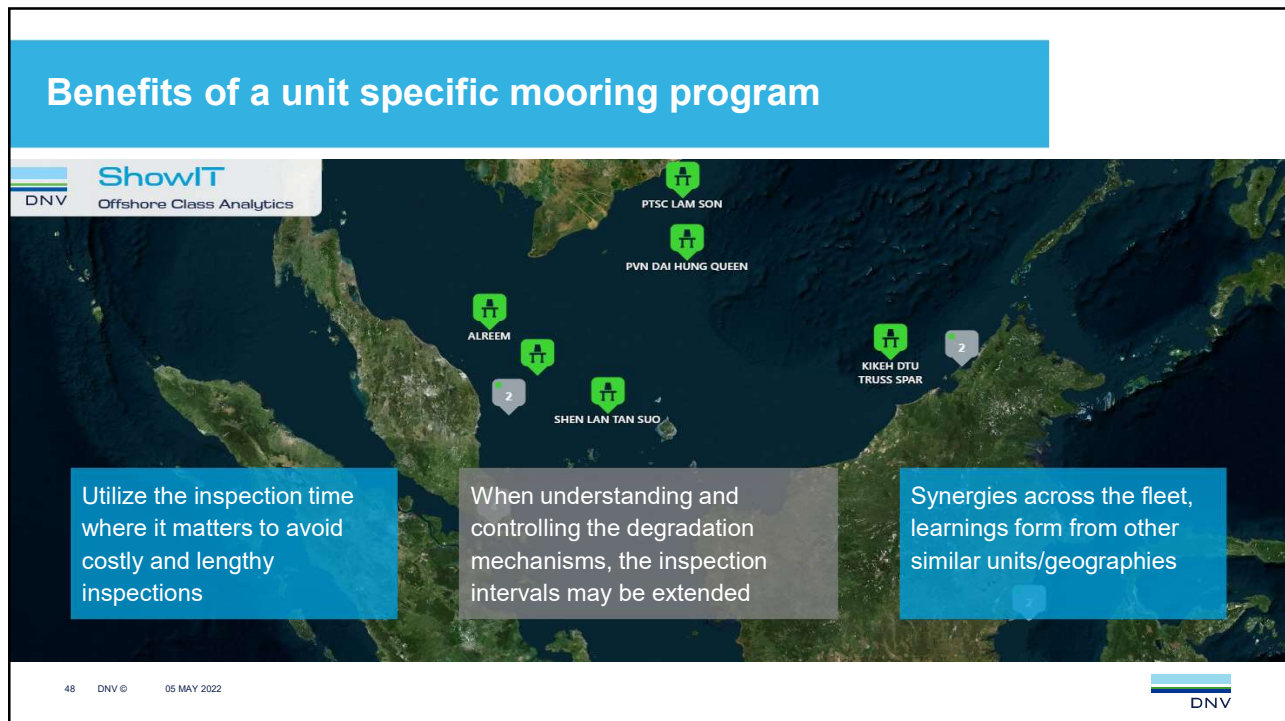 Benefits of a unit specific mooring program
DNV
ShowIT
Offshore Class Analytics
PTSC LAM SON
PVN DAI HUNG QUEEN
ALREEM
2
SHEN LAN TAN SUO
KIKEH DTU
TRUSS SPAR
2
Utilize the inspection time
where it matters to avoid
costly and lengthy
inspections
When understanding and
controlling the degradation
mechanisms, the inspection
intervals may be extended
Synergies across the fleet,
learnings form from other
similar units/geographies
2
48 DNV © 05 MAY 2022
DNV